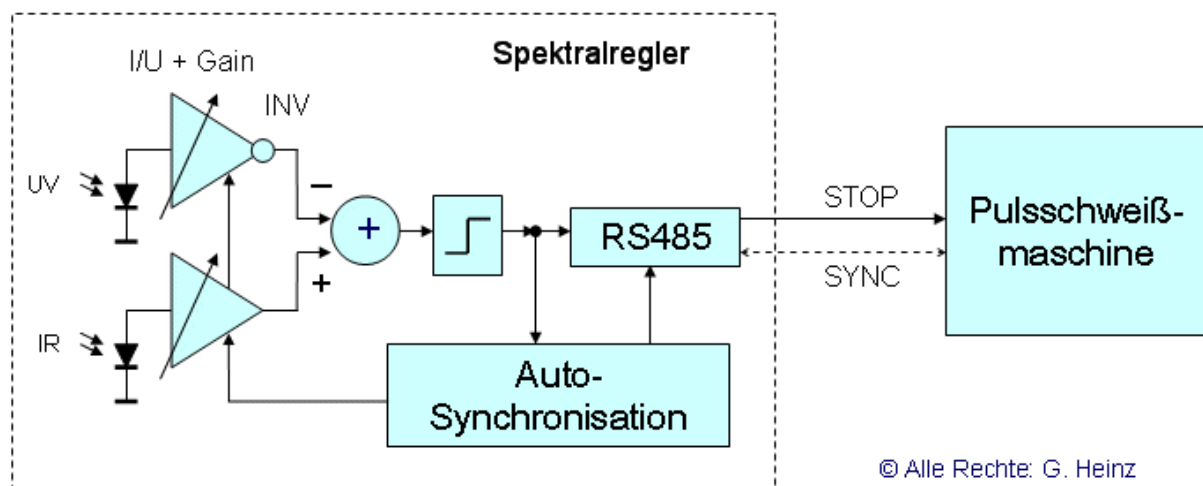 Spektralregler
I/U + Gain
INV
UV
−
+
+
IR
RS485
STOP
SYNC
Pulsschweiß-
maschine
Auto-
Synchronisation
© Alle Rechte: G. Heinz